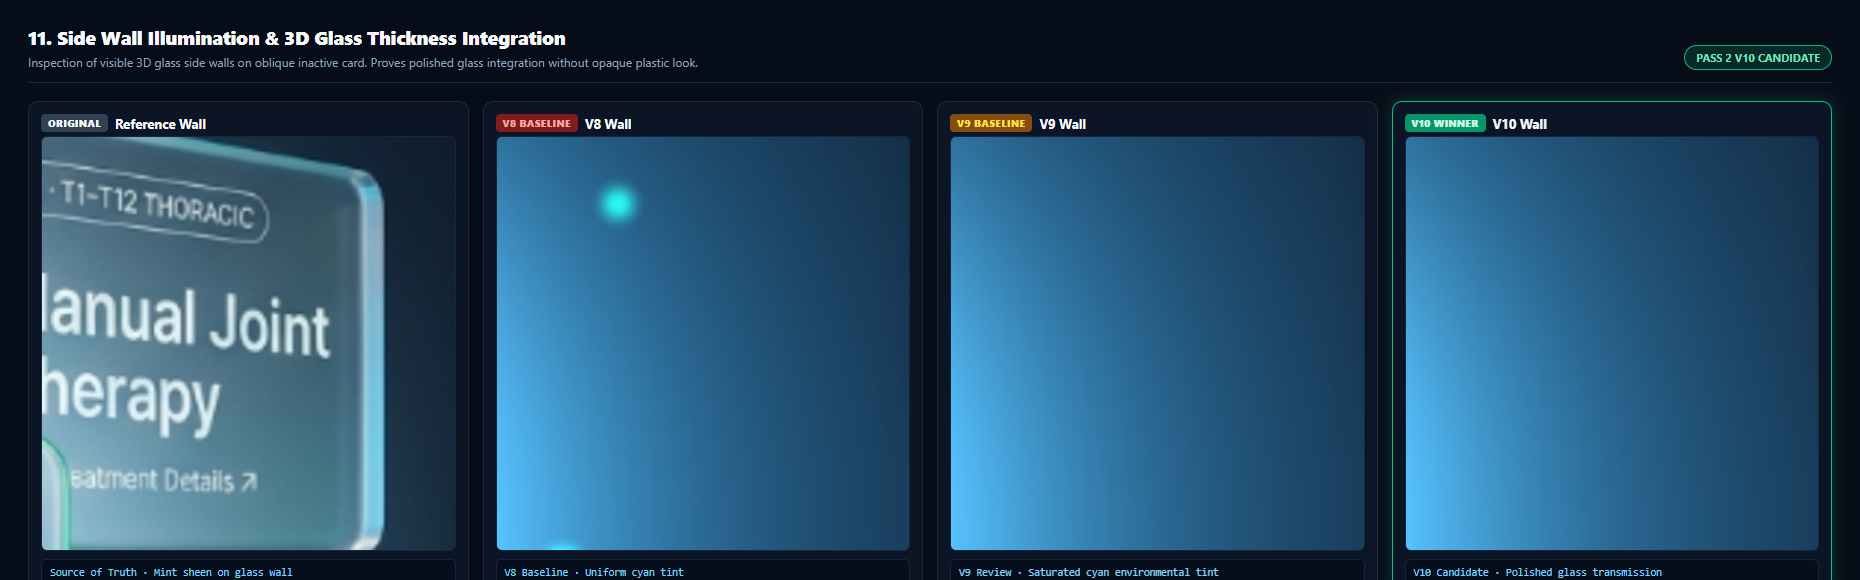 11. Side Wall Illumination & 3D Glass Thickness Integration
Inspection of visible 3D glass side walls on oblique inactive card. Proves polished glass integration without opaque plastic look.
PASS 2 V10 CANDIDATE
ORIGINAL Reference Wall
· T1–T12 THORACIC
anual Joint
herapy
eatment Details ↗
Source of Truth · Mint sheen on glass wall
V8 BASELINE V8 Wall
V8 Baseline · Uniform cyan tint
V9 BASELINE V9 Wall
V9 Review · Saturated cyan environmental tint
V10 WINNER V10 Wall
V10 Candidate · Polished glass transmission